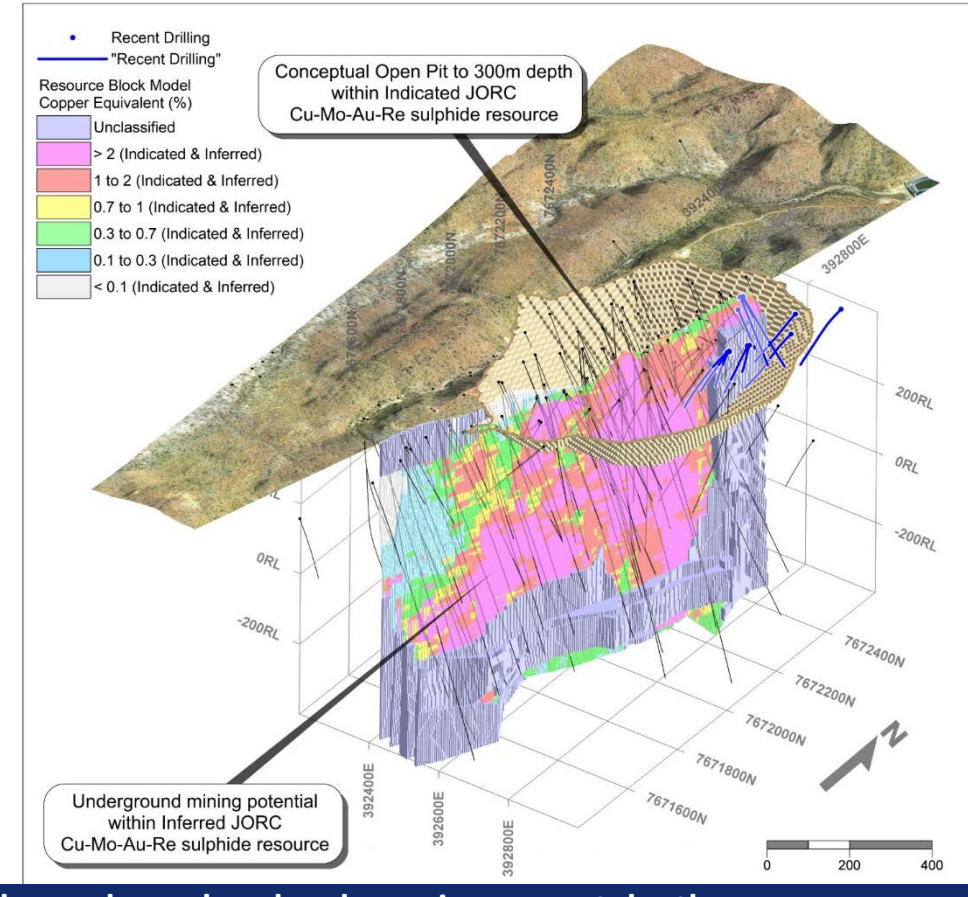 Recent Drilling
"Recent Drilling"
Resource Block Model
Copper Equivalent (%)
Unclassified
> 2 (Indicated & Inferred)
1 to 2 (Indicated & Inferred)
0.7 to 1 (Indicated & Inferred)
0.3 to 0.7 (Indicated & Inferred)
0.1 to 0.3 (Indicated & Inferred)
< 0.1 (Indicated & Inferred)
Conceptual Open Pit to 300m depth
within Indicated JORC
Cu-Mo-Au-Re sulphide resource
7672400N
7672200N
392800E
200RL
0RL
-200RL
0RL
-200RL
7672400N
7672200N
7672000N
7671800N
7671600N
392400E
392600E
392800E
N
Underground mining potential
within Inferred JORC
Cu-Mo-Au-Re sulphide resource
0
200
400